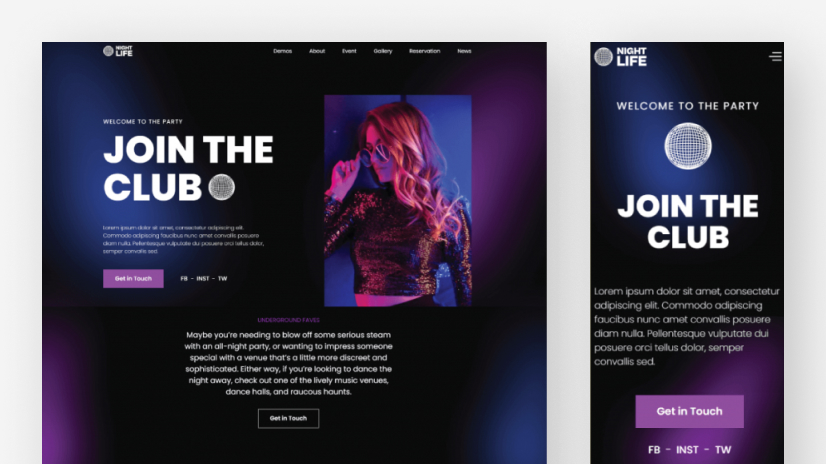 NIGHT
LIFE
Demos About Event Gallery Reservation News
WELCOME TO THE PARTY
JOIN THE
CLUB
Lorem ipsum dolor sit amet, consectetur adipiscing elit.
Commodo adipiscing faucibus nunc amet convallis posuere
diam nulla. Pellentesque vulputate dui posuere orci tellus dolor,
semper convallis sed.
Get in Touch FB - INST - TW
UNDERGROUND FAVES
Maybe you're needing to blow off some serious steam
with an all-night party, or wanting to impress someone
special with a venue that's a little more discreet and
sophisticated. Either way, if you're looking to dance the
night away, check out one of the lively music venues,
dance halls, and raucous haunts.
Get in Touch
NIGHT
LIFE
WELCOME TO THE PARTY
JOIN THE
CLUB
Lorem ipsum dolor sit amet, consectetur
adipiscing elit. Commodo adipiscing
faucibus nunc amet convallis posuere
diam nulla. Pellentesque vulputate dui
posuere orci tellus dolor, semper
convallis sed.
Get in Touch
FB - INST - TW